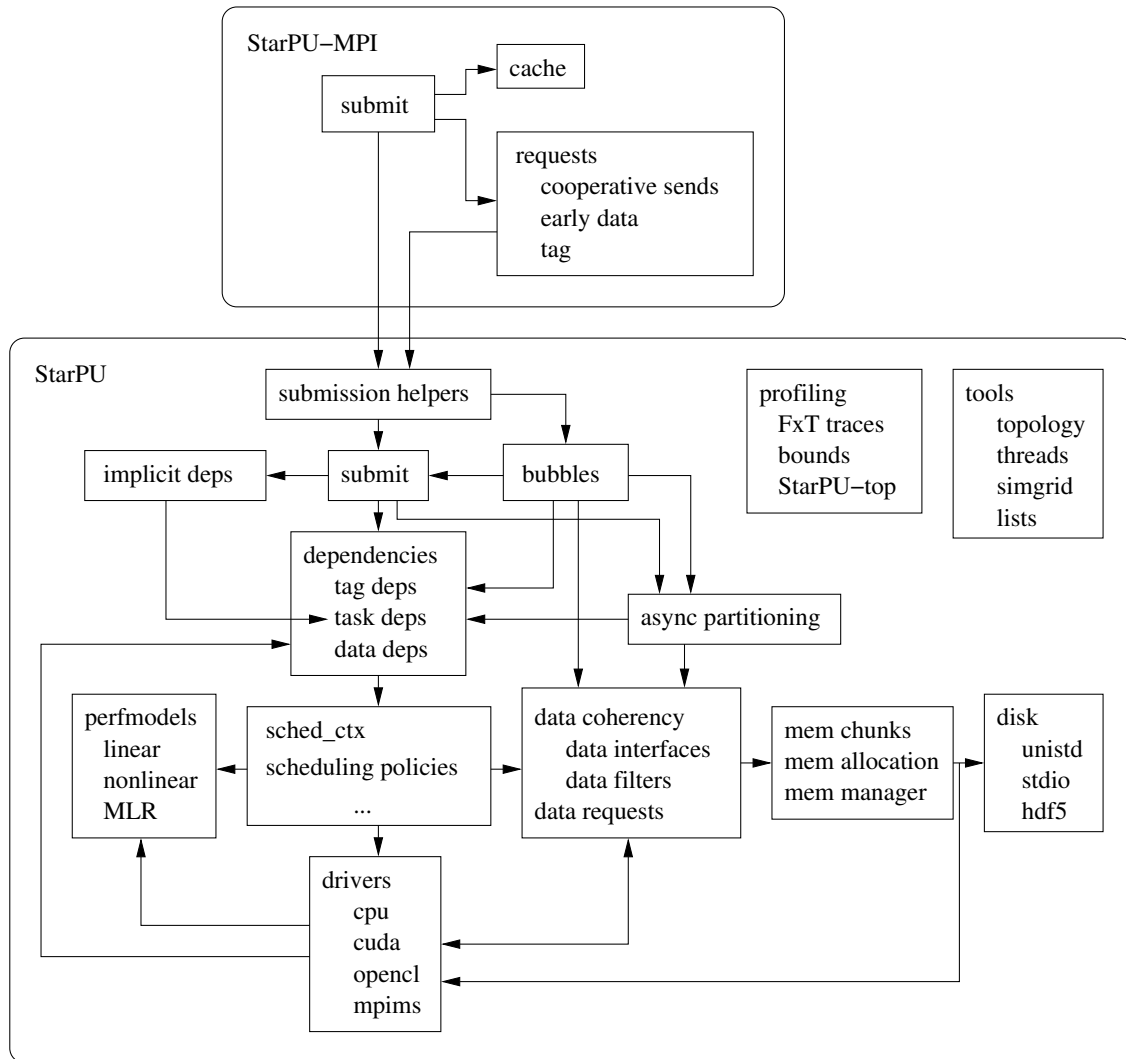 StarPU−MPI
cache
submit
requests
cooperative sends
early data
tag
StarPU
submission helpers
profiling
FxT traces
bounds
StarPU−top
tools
topology
threads
simgrid
lists
implicit deps
submit
bubbles
dependencies
tag deps
task deps
data deps
async partitioning
perfmodels
linear
nonlinear
MLR
sched_ctx
scheduling policies
...
data coherency
data interfaces
data filters
data requests
mem chunks
mem allocation
mem manager
disk
unistd
stdio
hdf5
drivers
cpu
cuda
opencl
mpims